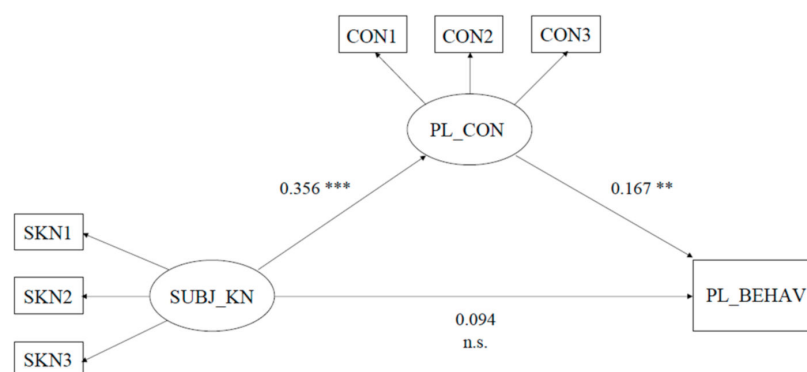 CON1
CON2
CON3
PL_CON
0.356 ***
0.167 **
SKN1
SKN2
SUBJ_KN
PL_BEHAV
0.094
n.s.
SKN3